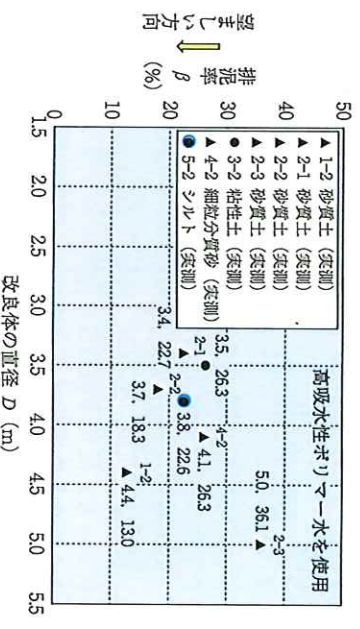 高吸水性ポリマー水を使用
▲ 1-2 砂質土 (実測)
▲ 2-1 砂質土 (実測)
▲ 2-2 砂質土 (実測)
▲ 2-3 砂質土 (実測)
● 3-2 粘性土 (実測)
▲ 4-2 細粒分質砂 (実測)
● 5-2 シルト (実測)
望ましい方向
排泥率 β (%)
50
40
30
20
10
0
2-3
5.0, 36.1
3.5, 26.3
4-2
4.1, 26.3
2-1
3.4, 22.7
3.8, 22.6
2-2
3.7, 18.3
1-2
4.4, 13.0
1.5 2.0 2.5 3.0 3.5 4.0 4.5 5.0 5.5
改良体の直径 D (m)